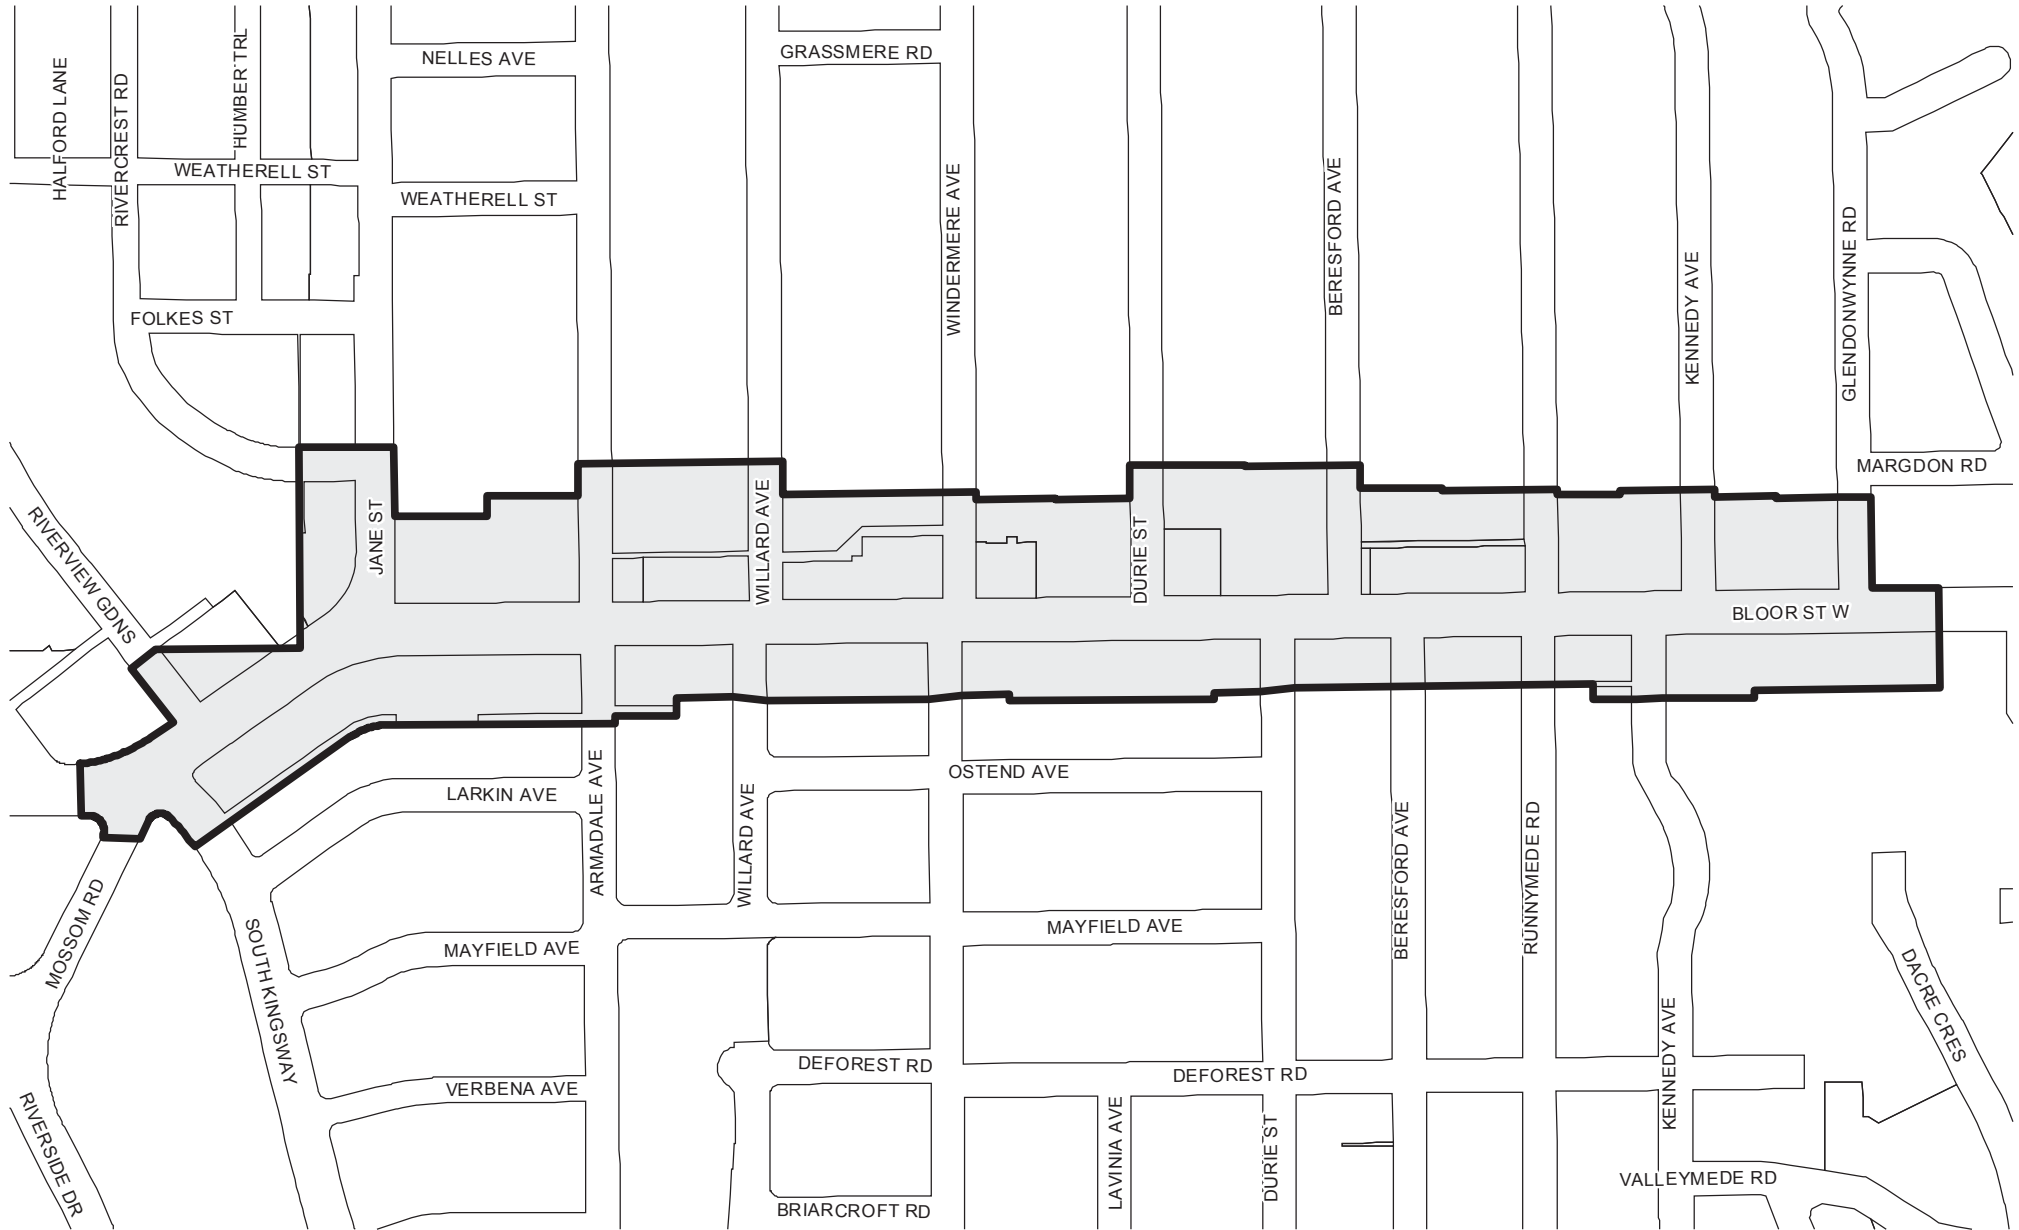 NELLES AVE
GRASSMERE RD
HALFORD LANE
RIVERCREST RD
HUMBER TRL
WEATHERELL ST
WEATHERELL ST
WINDERMERE AVE
BERESFORD AVE
KENNEDY AVE
GLENDONWYNNE RD
FOLKES ST
MARGDON RD
RIVERVIEW GDNS
JANE ST
WILLARD AVE
DURIE ST
BLOOR ST W
OSTEND AVE
LARKIN AVE
ARMADALE AVE
WILLARD AVE
BERESFORD AVE
RUNNYMEDE RD
MOSSOM RD
SOUTH KINGSWAY
MAYFIELD AVE
MAYFIELD AVE
DACRE CRES
KENNEDY AVE
DEFOREST RD
DEFOREST RD
VERBENA AVE
RIVERSIDE DR
LAVINIA AVE
DURIE ST
VALLEYMEDE RD
BRIARCROFT RD